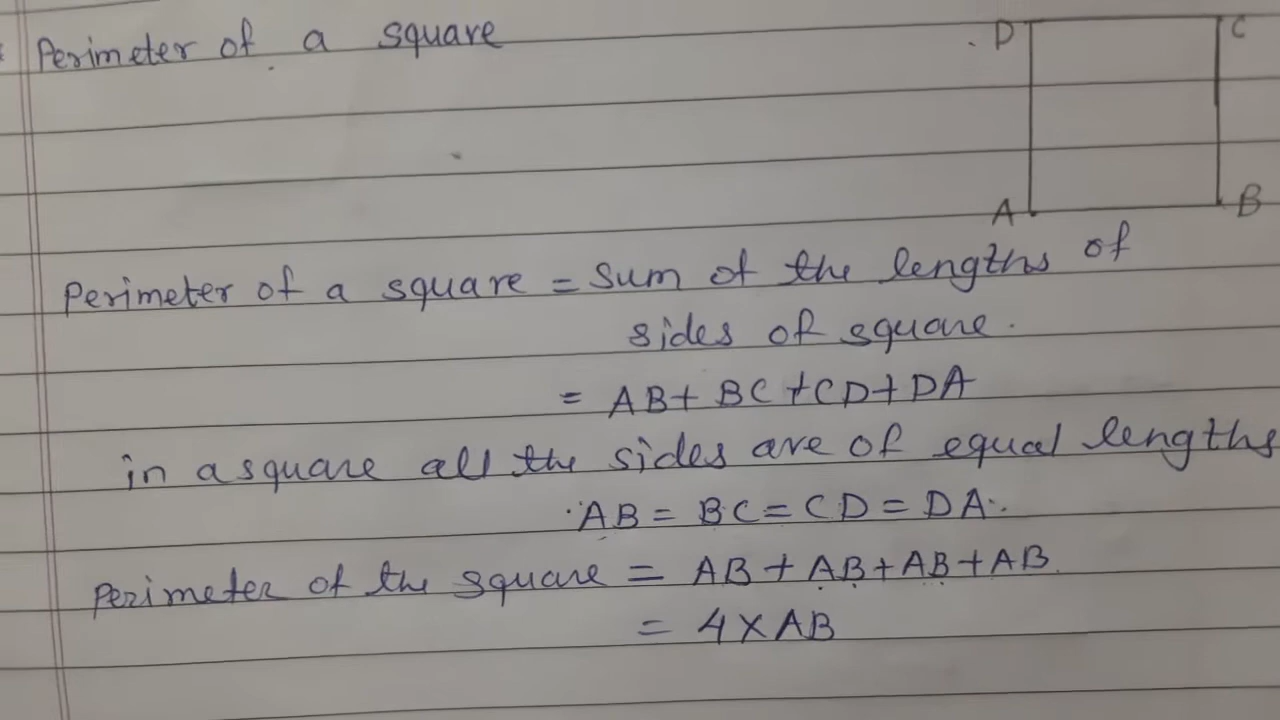 Perimeter of a square
D C
A B
Perimeter of a square = Sum of the lengths of
sides of square.
= AB + BC + CD + DA
in a square all the sides are of equal lengths
AB = BC = CD = DA.
Perimeter of the square = AB + AB + AB + AB
= 4 X AB